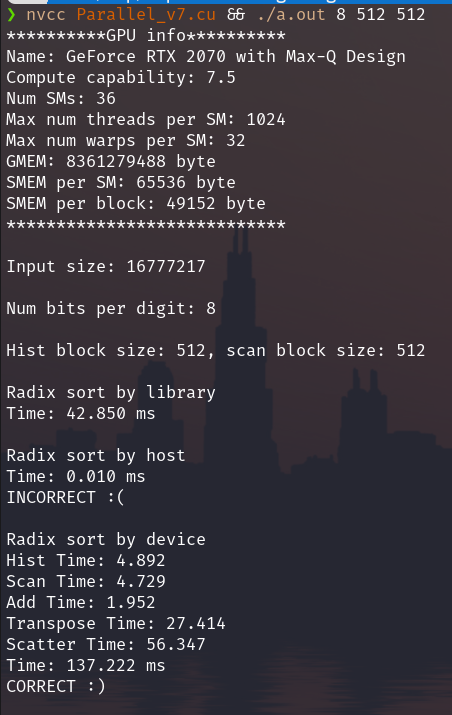 ❯ nvcc Parallel_v7.cu && ./a.out 8 512 512
**********GPU info**********
Name: GeForce RTX 2070 with Max-Q Design
Compute capability: 7.5
Num SMs: 36
Max num threads per SM: 1024
Max num warps per SM: 32
GMEM: 8361279488 byte
SMEM per SM: 65536 byte
SMEM per block: 49152 byte
****************************
Input size: 16777217
Num bits per digit: 8
Hist block size: 512, scan block size: 512
Radix sort by library
Time: 42.850 ms
Radix sort by host
Time: 0.010 ms
INCORRECT :(
Radix sort by device
Hist Time: 4.892
Scan Time: 4.729
Add Time: 1.952
Transpose Time: 27.414
Scatter Time: 56.347
Time: 137.222 ms
CORRECT :)